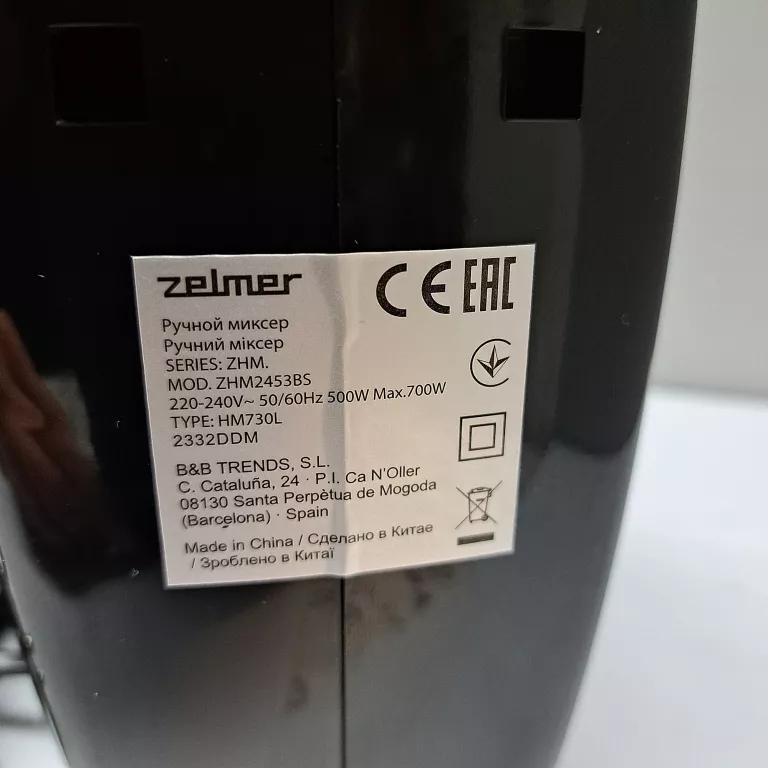 zelmer
CE EAC
Ручной миксер
Ручний міксер
SERIES: ZHM.
MOD. ZHM2453BS
220-240V~ 50/60Hz 500W Max.700W
TYPE: HM730L
2332DDM
B&B TRENDS, S.L.
C. Cataluña, 24 · P.I. Ca N'Oller
08130 Santa Perpètua de Mogoda
(Barcelona) · Spain
Made in China / Сделано в Китае
/ Зроблено в Китаї